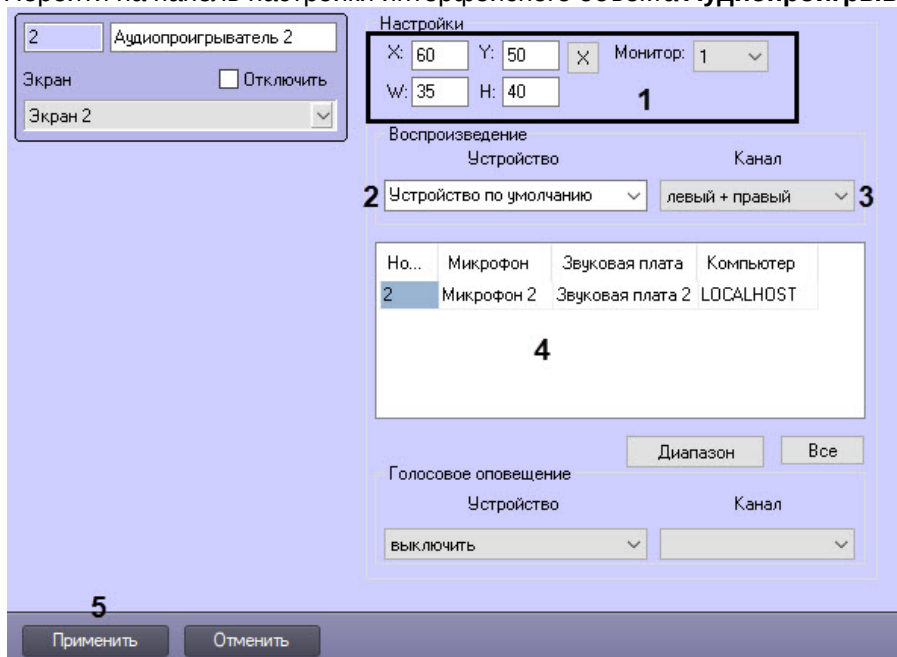 2 Аудиопроигрыватель 2
Экран Отключить
Экран 2
Настройки
X: 60 Y: 50 X Монитор: 1
W: 35 H: 40 1
Воспроизведение
Устройство Канал
2 Устройство по умолчанию левый + правый 3
Но... Микрофон Звуковая плата Компьютер
2 Микрофон 2 Звуковая плата 2 LOCALHOST
4
Диапазон Все
Голосовое оповещение
Устройство Канал
выключить
5
Применить Отменить